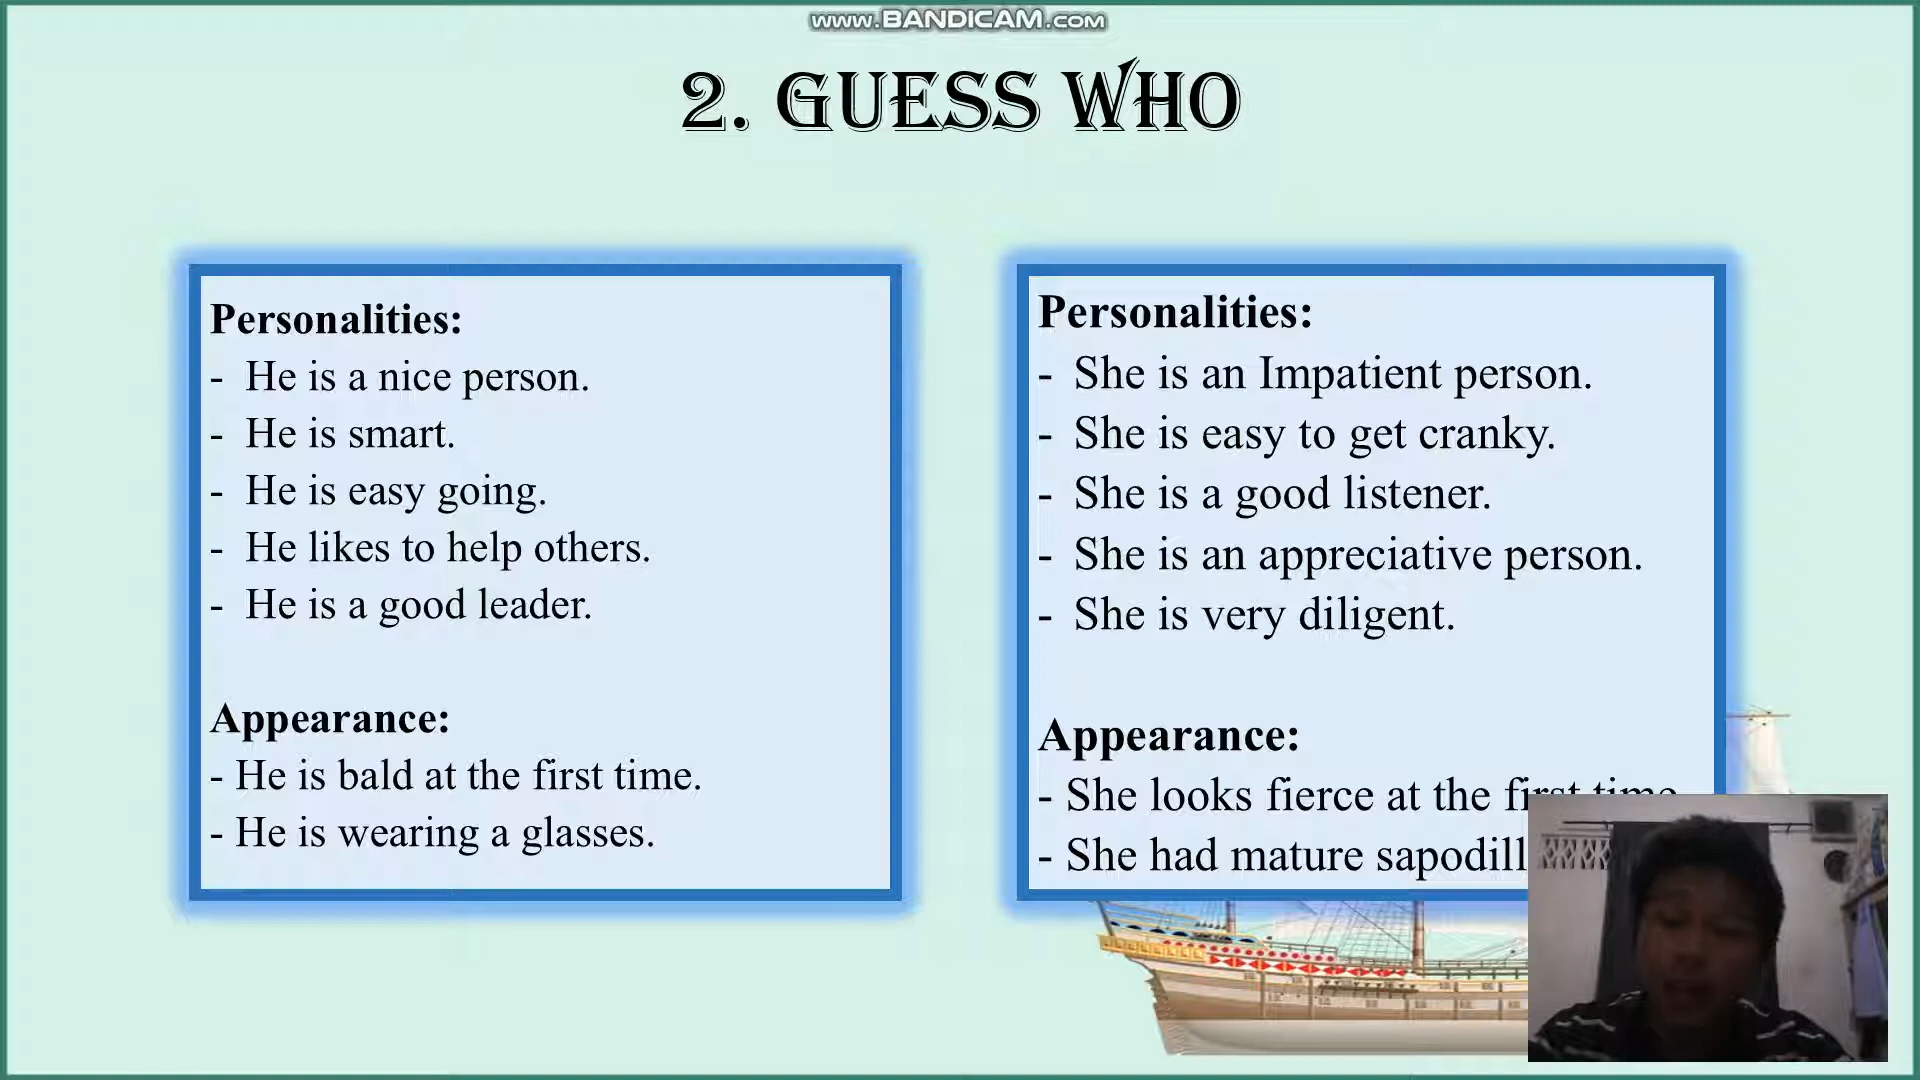 www.BANDICAM.com
2. GUESS WHO
Personalities:
- He is a nice person.
- He is smart.
- He is easy going.
- He likes to help others.
- He is a good leader.
Appearance:
- He is bald at the first time.
- He is wearing a glasses.
Personalities:
- She is an Impatient person.
- She is easy to get cranky.
- She is a good listener.
- She is an appreciative person.
- She is very diligent.
Appearance:
- She looks fierce at the first time
- She had mature